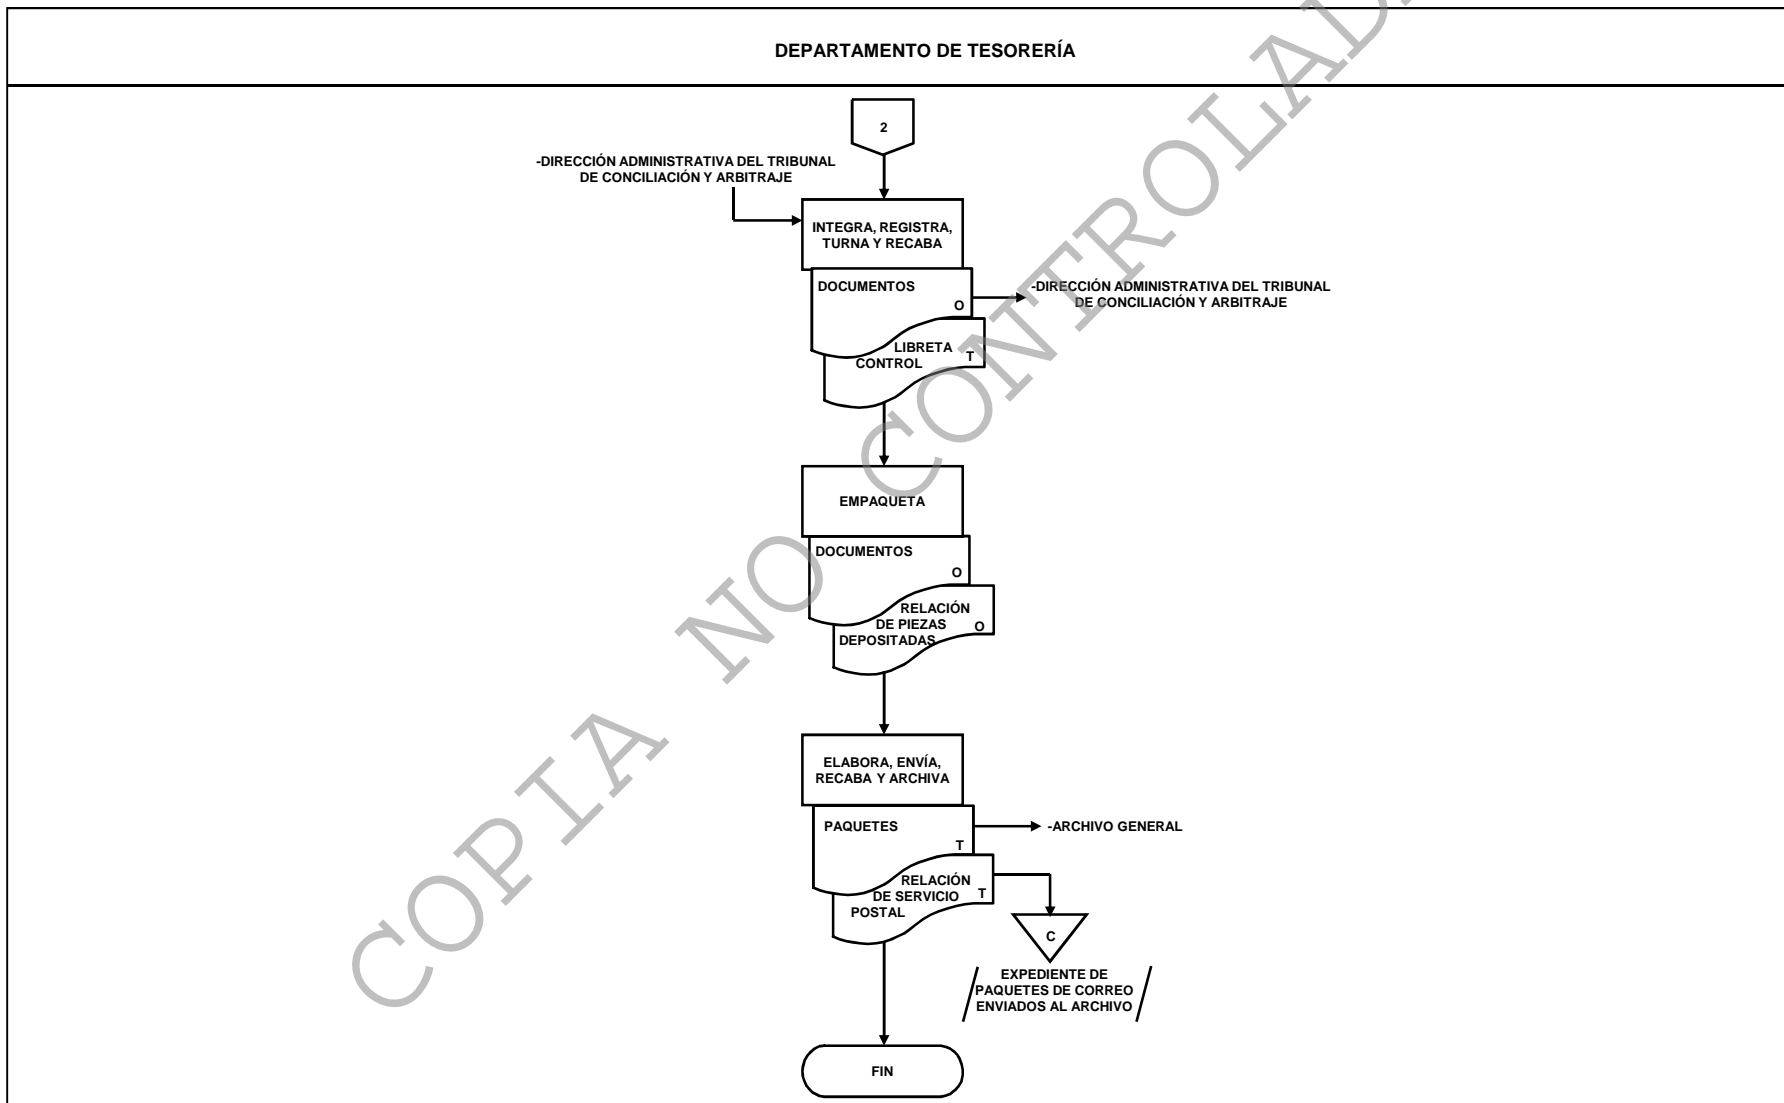 DEPARTAMENTO DE TESORERÍA
2
-DIRECCIÓN ADMINISTRATIVA DEL TRIBUNAL
DE CONCILIACIÓN Y ARBITRAJE
INTEGRA, REGISTRA,
TURNA Y RECABA
DOCUMENTOS
O
-DIRECCIÓN ADMINISTRATIVA DEL TRIBUNAL
DE CONCILIACIÓN Y ARBITRAJE
LIBRETA
CONTROL
T
EMPAQUETA
DOCUMENTOS
O
RELACIÓN
DE PIEZAS
DEPOSITADAS
O
ELABORA, ENVÍA,
RECABA Y ARCHIVA
PAQUETES
T
-ARCHIVO GENERAL
RELACIÓN
DE SERVICIO
POSTAL
T
C
EXPEDIENTE DE
PAQUETES DE CORREO
ENVIADOS AL ARCHIVO
FIN
COPIA NO CONTROLAD